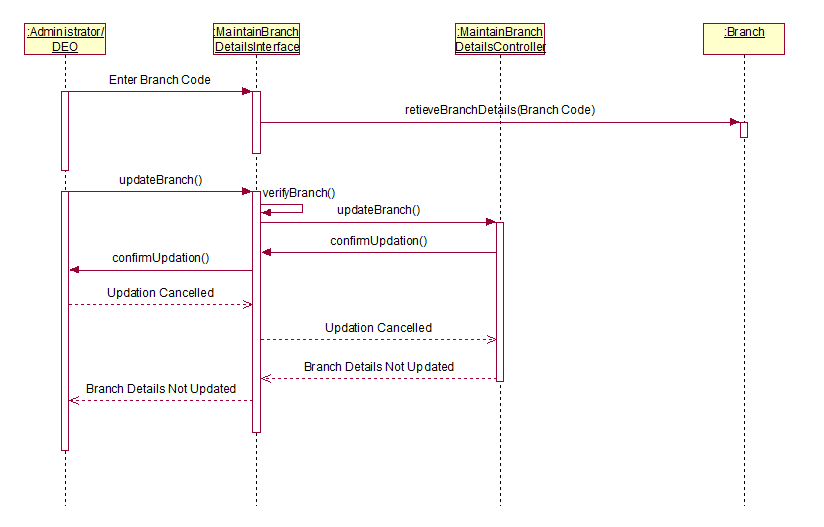 :Administrator/
DEO
:MaintainBranch
DetailsInterface
:MaintainBranch
DetailsController
:Branch
Enter Branch Code
retieveBranchDetails(Branch Code)
updateBranch()
verifyBranch()
updateBranch()
confirmUpdation()
confirmUpdation()
Updation Cancelled
Updation Cancelled
Branch Details Not Updated
Branch Details Not Updated